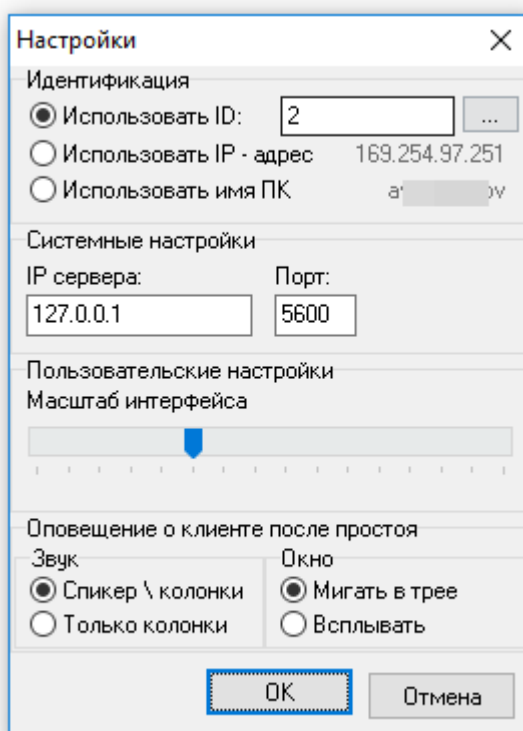 Настройки
Идентификация
Использовать ID: 2 ...
Использовать IP - адрес 169.254.97.251
Использовать имя ПК
Системные настройки
IP сервера: Порт:
127.0.0.1 5600
Пользовательские настройки
Масштаб интерфейса
Оповещение о клиенте после простоя
Звук Окно
Спикер \ колонки Мигать в трее
Только колонки Всплывать
OK Отмена